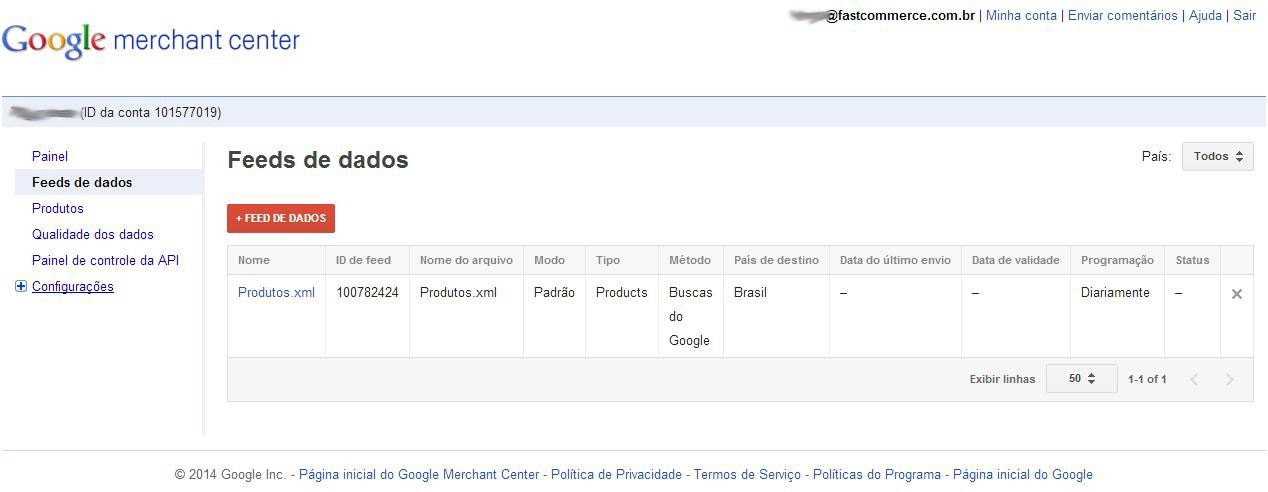 @fastcommerce.com.br | Minha conta | Enviar comentários | Ajuda | Sair
Google merchant center
(ID da conta 101577019)
Painel
Feeds de dados
Produtos
Qualidade dos dados
Painel de controle da API
Configurações
Feeds de dados
País: Todos
+ FEED DE DADOS
Nome ID de feed Nome do arquivo Modo Tipo Método País de destino Data do último envio Data de validade Programação Status
Produtos.xml 100782424 Produtos.xml Padrão Products Buscas do Google Brasil – – Diariamente –
Exibir linhas 50 1-1 of 1
© 2014 Google Inc. - Página inicial do Google Merchant Center - Política de Privacidade - Termos de Serviço - Políticas do Programa - Página inicial do Google